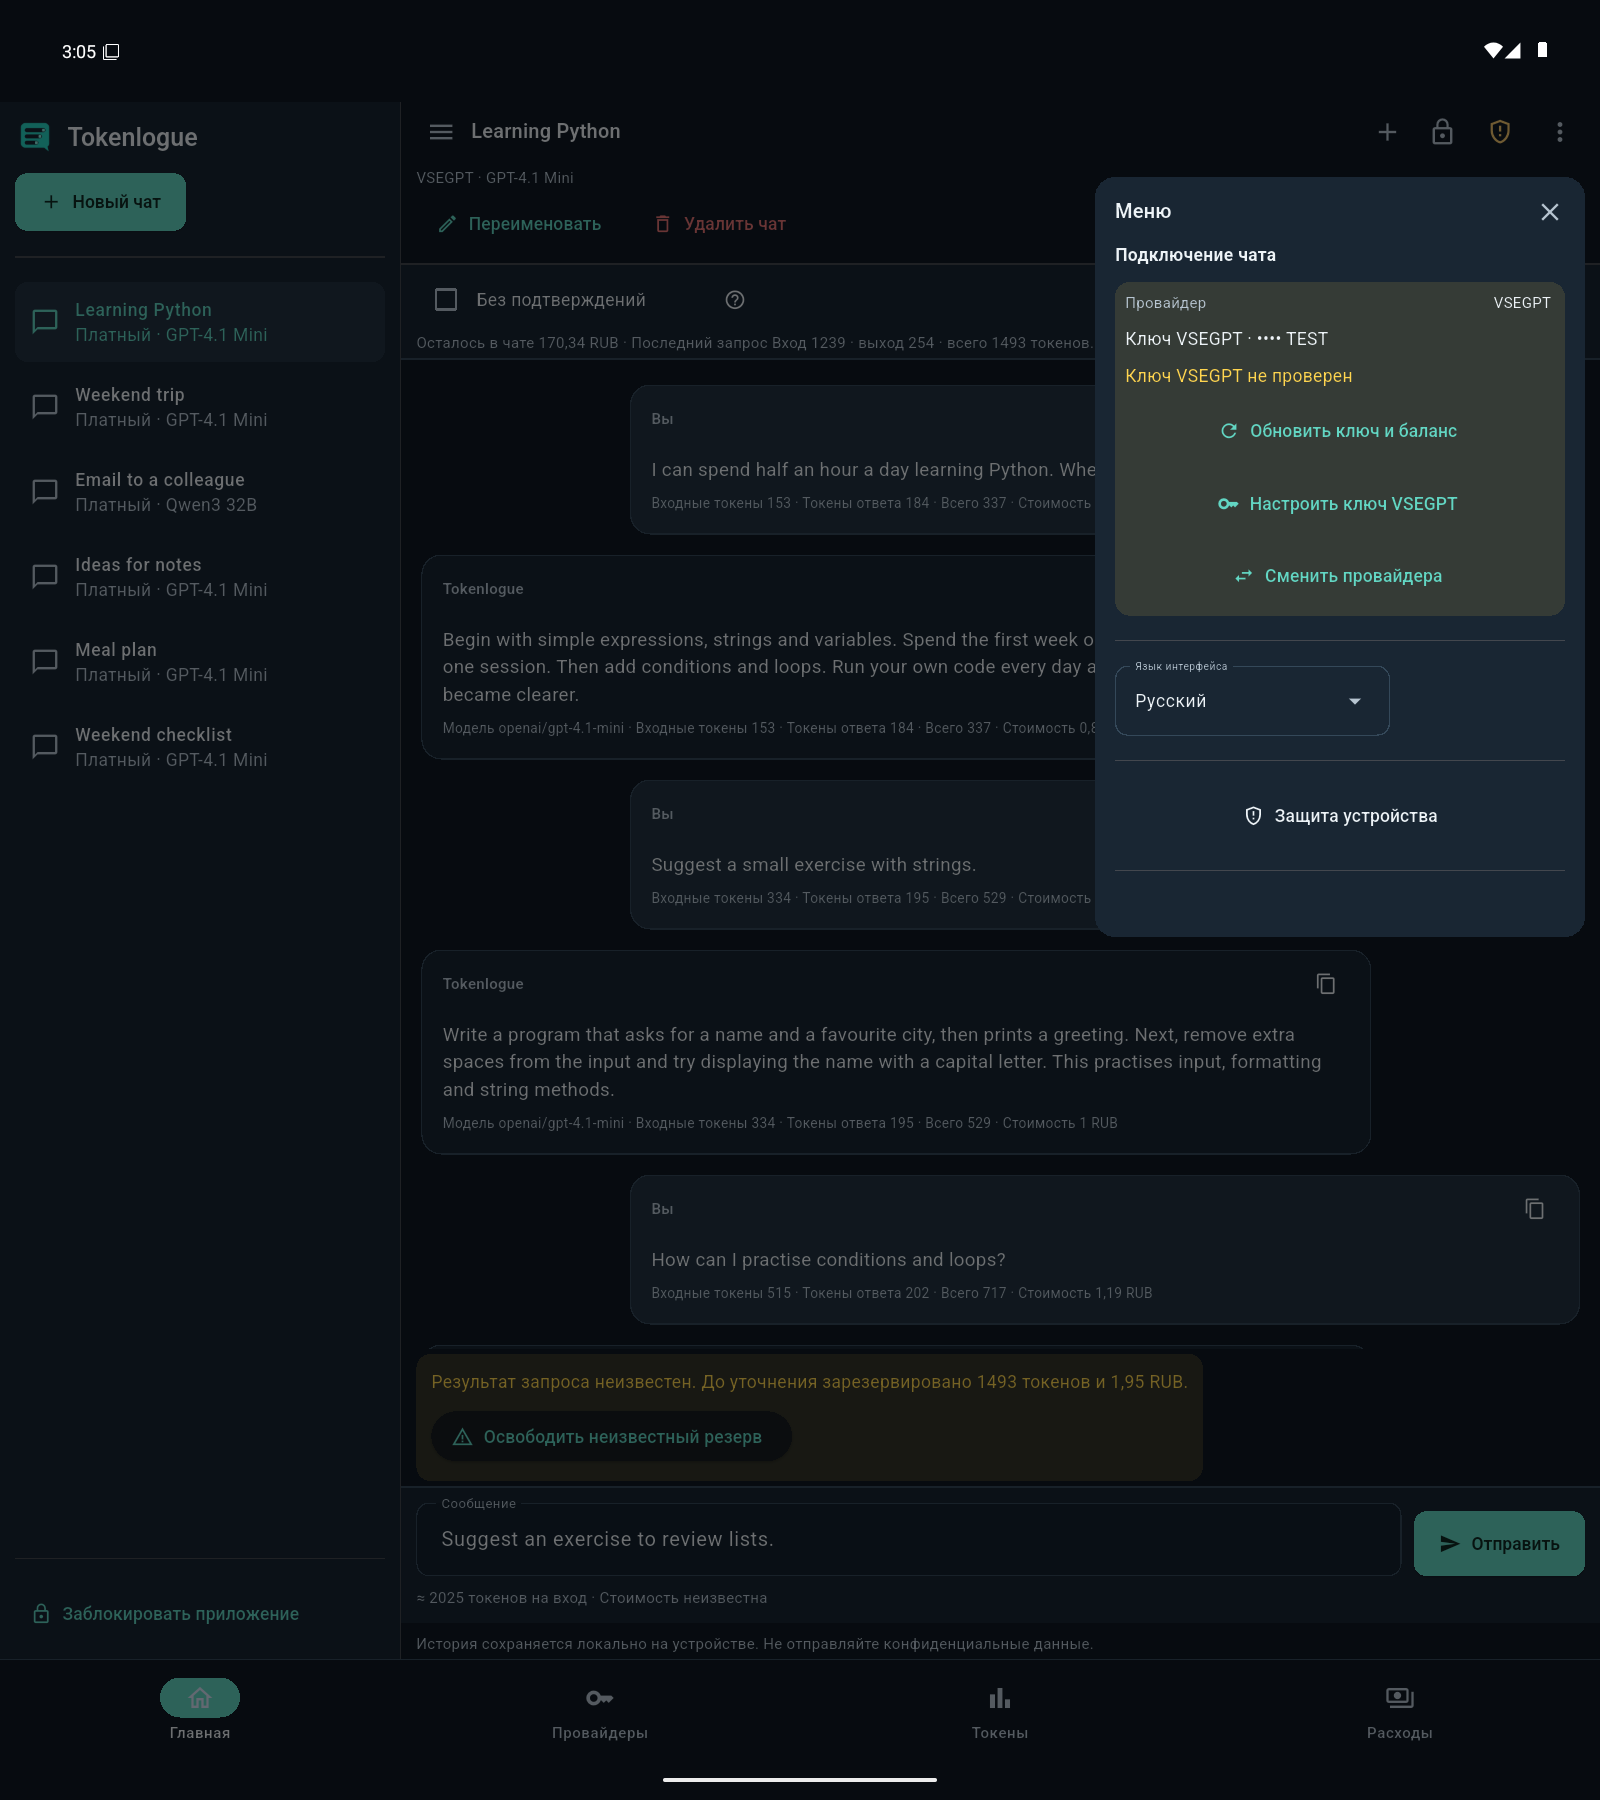 3:05
Tokenlogue
Новый чат
Learning Python
Платный · GPT-4.1 Mini
Weekend trip
Платный · GPT-4.1 Mini
Email to a colleague
Платный · Qwen3 32B
Ideas for notes
Платный · GPT-4.1 Mini
Meal plan
Платный · GPT-4.1 Mini
Weekend checklist
Платный · GPT-4.1 Mini
Заблокировать приложение
Learning Python
VSEGPT · GPT-4.1 Mini
Переименовать
Удалить чат
Без подтверждений
Осталось в чате 170,34 RUB · Последний запрос Вход 1239 · выход 254 · всего 1493 токенов.
Вы
I can spend half an hour a day learning Python. Whe
Входные токены 153 · Токены ответа 184 · Всего 337 · Стоимость
Tokenlogue
Begin with simple expressions, strings and variables. Spend the first week o
one session. Then add conditions and loops. Run your own code every day a
became clearer.
Модель openai/gpt-4.1-mini · Входные токены 153 · Токены ответа 184 · Всего 337 · Стоимость 0,8
Вы
Suggest a small exercise with strings.
Входные токены 334 · Токены ответа 195 · Всего 529 · Стоимость
Tokenlogue
Write a program that asks for a name and a favourite city, then prints a greeting. Next, remove extra
spaces from the input and try displaying the name with a capital letter. This practises input, formatting
and string methods.
Модель openai/gpt-4.1-mini · Входные токены 334 · Токены ответа 195 · Всего 529 · Стоимость 1 RUB
Вы
How can I practise conditions and loops?
Входные токены 515 · Токены ответа 202 · Всего 717 · Стоимость 1,19 RUB
Результат запроса неизвестен. До уточнения зарезервировано 1493 токенов и 1,95 RUB.
Освободить неизвестный резерв
Сообщение
Suggest an exercise to review lists.
Отправить
≈ 2025 токенов на вход · Стоимость неизвестна
История сохраняется локально на устройстве. Не отправляйте конфиденциальные данные.
Меню
Подключение чата
Провайдер
VSEGPT
Ключ VSEGPT · •••• TEST
Ключ VSEGPT не проверен
Обновить ключ и баланс
Настроить ключ VSEGPT
Сменить провайдера
Язык интерфейса
Русский
Защита устройства
Главная
Провайдеры
Токены
Расходы